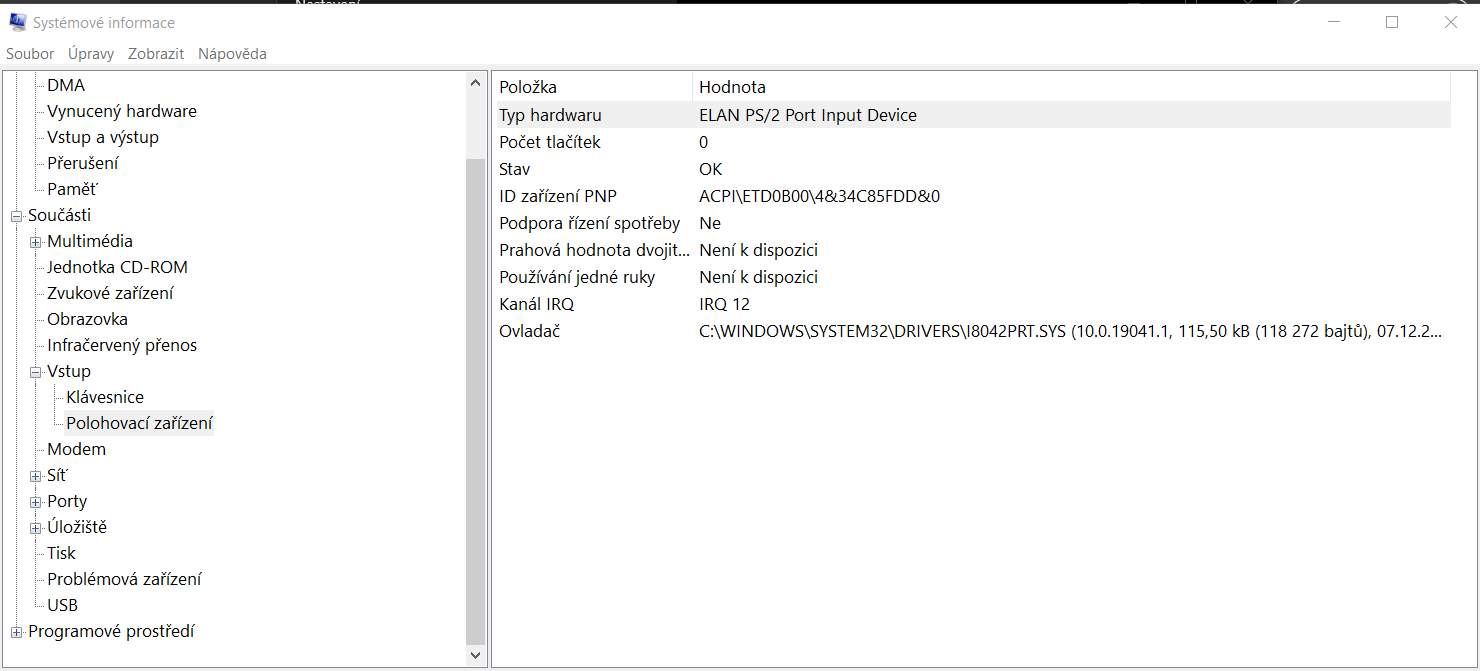 Systémové informace
Soubor Úpravy Zobrazit Nápověda
DMA
Vynucený hardware
Vstup a výstup
Přerušení
Paměť
Součásti
Multimédia
Jednotka CD-ROM
Zvukové zařízení
Obrazovka
Infračervený přenos
Vstup
Klávesnice
Polohovací zařízení
Modem
Síť
Porty
Úložiště
Tisk
Problémová zařízení
USB
Programové prostředí
Položka Hodnota
Typ hardwaru ELAN PS/2 Port Input Device
Počet tlačítek 0
Stav OK
ID zařízení PNP ACPI\ETD0B00\4&34C85FDD&0
Podpora řízení spotřeby Ne
Prahová hodnota dvojit... Není k dispozici
Používání jedné ruky Není k dispozici
Kanál IRQ IRQ 12
Ovladač C:\WINDOWS\SYSTEM32\DRIVERS\I8042PRT.SYS (10.0.19041.1, 115,50 kB (118 272 bajtů), 07.12.2...